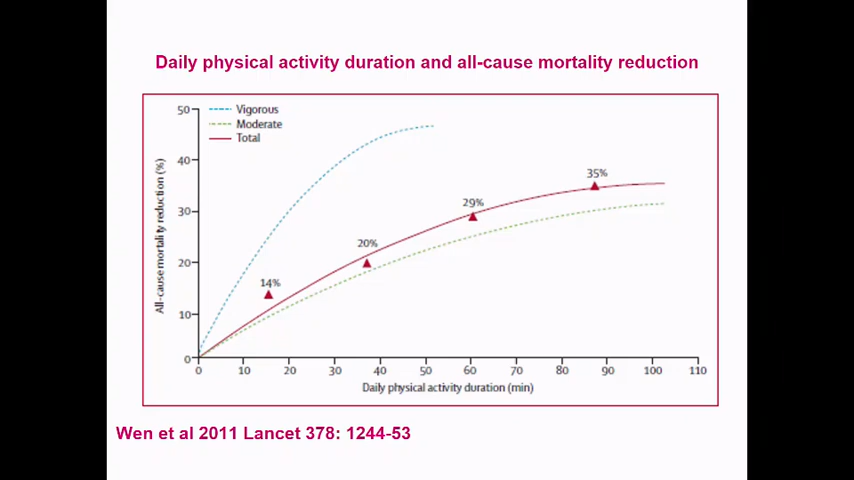 Daily physical activity duration and all-cause mortality reduction
50
Vigorous
Moderate
Total
40
30
20
10
0
All-cause mortality reduction (%)
14%
20%
29%
35%
0 10 20 30 40 50 60 70 80 90 100 110
Daily physical activity duration (min)
Wen et al 2011 Lancet 378: 1244-53